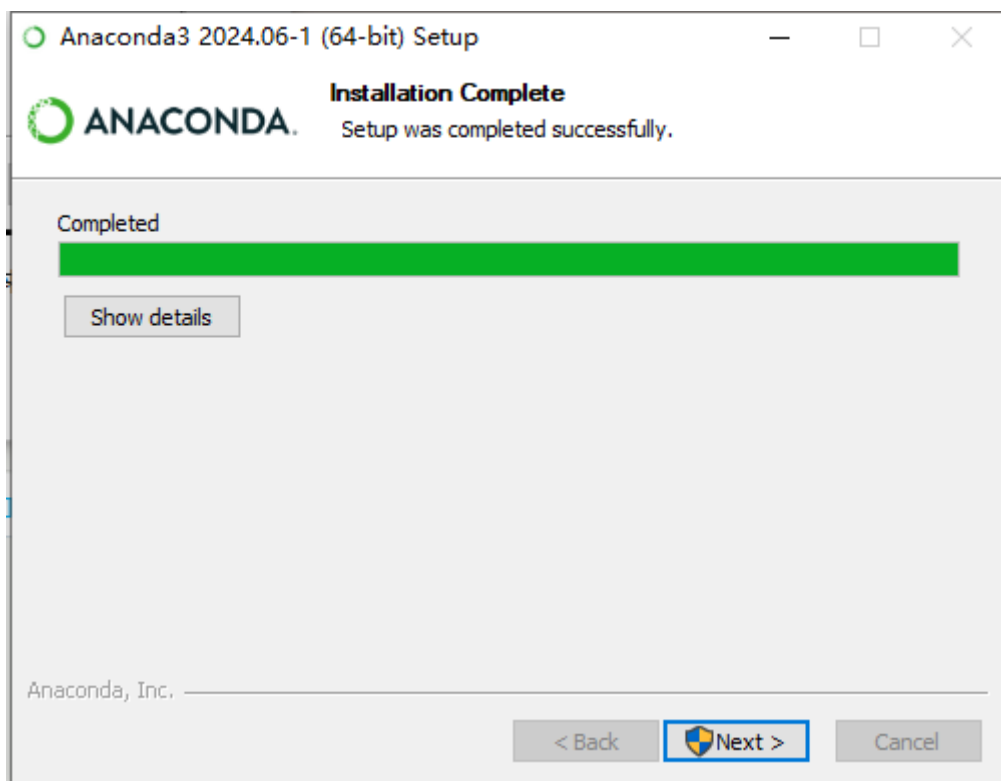 Anaconda3 2024.06-1 (64-bit) Setup
ANACONDA.
Installation Complete
Setup was completed successfully.
Completed
Show details
Anaconda, Inc.
< Back
Next >
Cancel